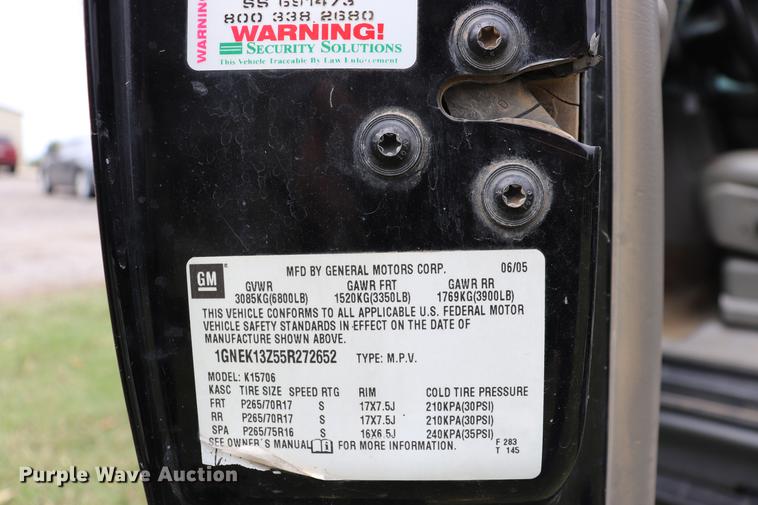 SS 691473
800 338 2680
WARNING!
WARNING!
SECURITY SOLUTIONS
This Vehicle Traceable By Law Enforcement
GM
MFD BY GENERAL MOTORS CORP. 06/05
GVWR GAWR FRT GAWR RR
3085KG(6800LB) 1520KG(3350LB) 1769KG(3900LB)
THIS VEHICLE CONFORMS TO ALL APPLICABLE U.S. FEDERAL MOTOR
VEHICLE SAFETY STANDARDS IN EFFECT ON THE DATE OF
MANUFACTURE SHOWN ABOVE.
1GNEK13Z55R272652 TYPE: M.P.V.
MODEL: K15706
KASC TIRE SIZE SPEED RTG RIM COLD TIRE PRESSURE
FRT P265/70R17 S 17X7.5J 210KPA(30PSI)
RR P265/70R17 S 17X7.5J 210KPA(30PSI)
SPA P265/75R16 S 16X6.5J 240KPA(35PSI)
SEE OWNER'S MANUAL FOR MORE INFORMATION.
F 283
T 145
Purple Wave Auction